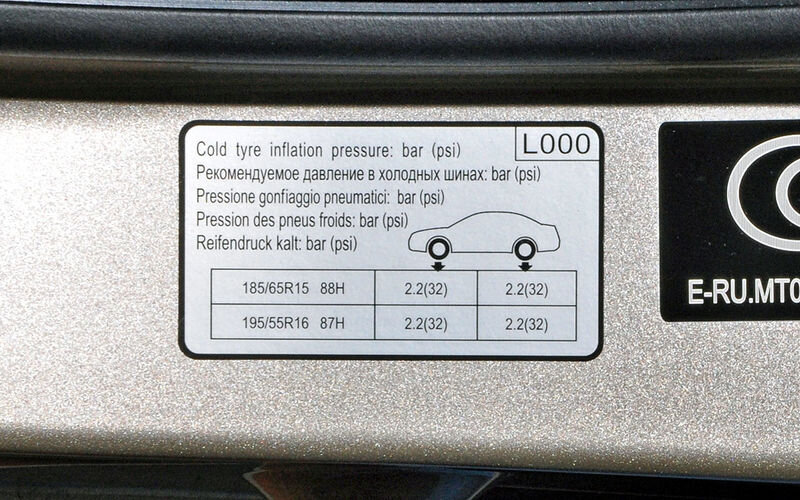 L000
Cold tyre inflation pressure: bar (psi)
Рекомендуемое давление в холодных шинах: bar (psi)
Pressione gonfiaggio pneumatici: bar (psi)
Pression des pneus froids: bar (psi)
Reifendruck kalt: bar (psi)
185/65R15 88H 2.2(32) 2.2(32)
195/55R16 87H 2.2(32) 2.2(32)
E-RU.MT0